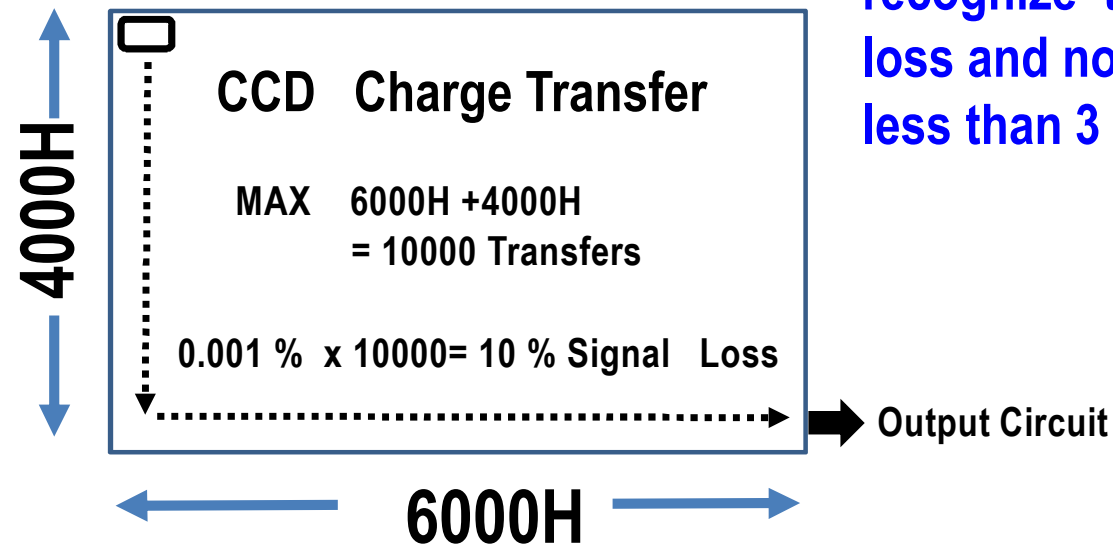 recognize
loss and no
less than 3
CCD Charge Transfer
MAX 6000H +4000H
= 10000 Transfers
0.001 % x 10000= 10 % Signal Loss
4000H
Output Circuit
6000H